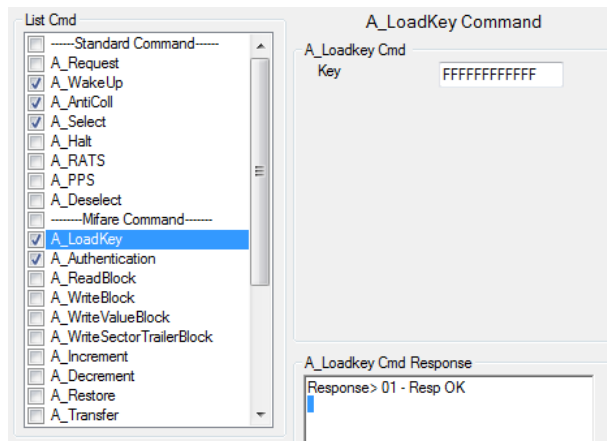 List Cmd
------Standard Command------
A_Request
A_WakeUp
A_AntiColl
A_Select
A_Halt
A_RATS
A_PPS
A_Deselect
--------Mifare Command-------
A_LoadKey
A_Authentication
A_ReadBlock
A_WriteBlock
A_WriteValueBlock
A_WriteSectorTrailerBlock
A_Increment
A_Decrement
A_Restore
A_Transfer
A_LoadKey Command
A_Loadkey Cmd
Key FFFFFFFFFFFF
A_Loadkey Cmd Response
Response> 01 - Resp OK